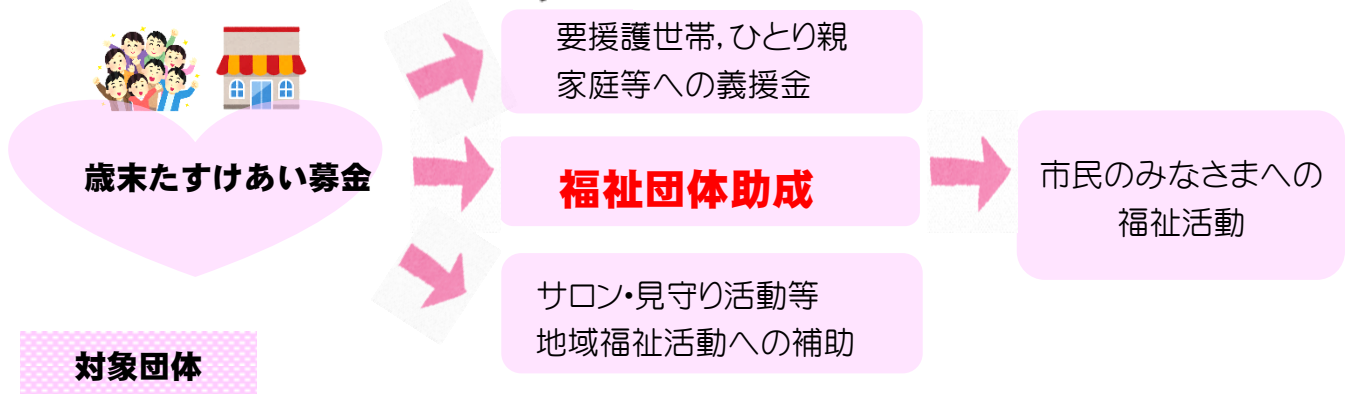 要援護世帯,ひとり親
家庭等への義援金
歳末たすけあい募金
福祉団体助成
市民のみなさまへの
福祉活動
サロン・見守り活動等
地域福祉活動への補助
対象団体